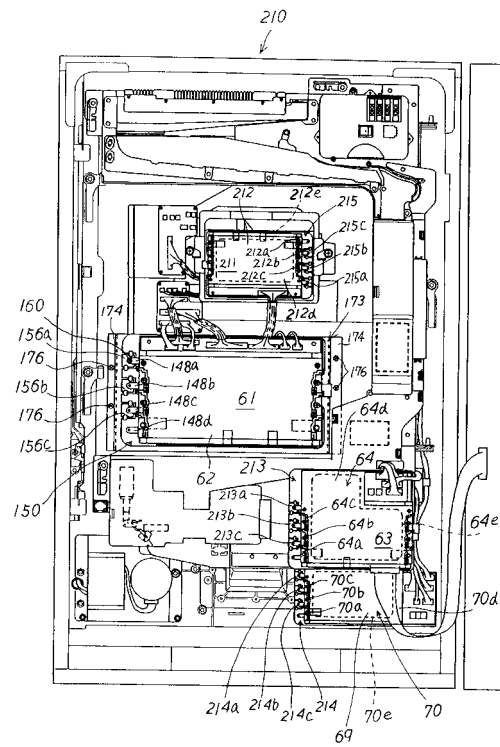 210
212
212e
215
215c
212a
212b
215b
211
212c
215a
160
174
212d
173
156a
174
176
148a
148b
61
176
156b
148c
64d
176
148d
64
156c
213
62
150
213a
64c
213b
64b
64e
213c
64a
63
70c
70b
70d
70a
214a
214b
214
70
214c
70e
69